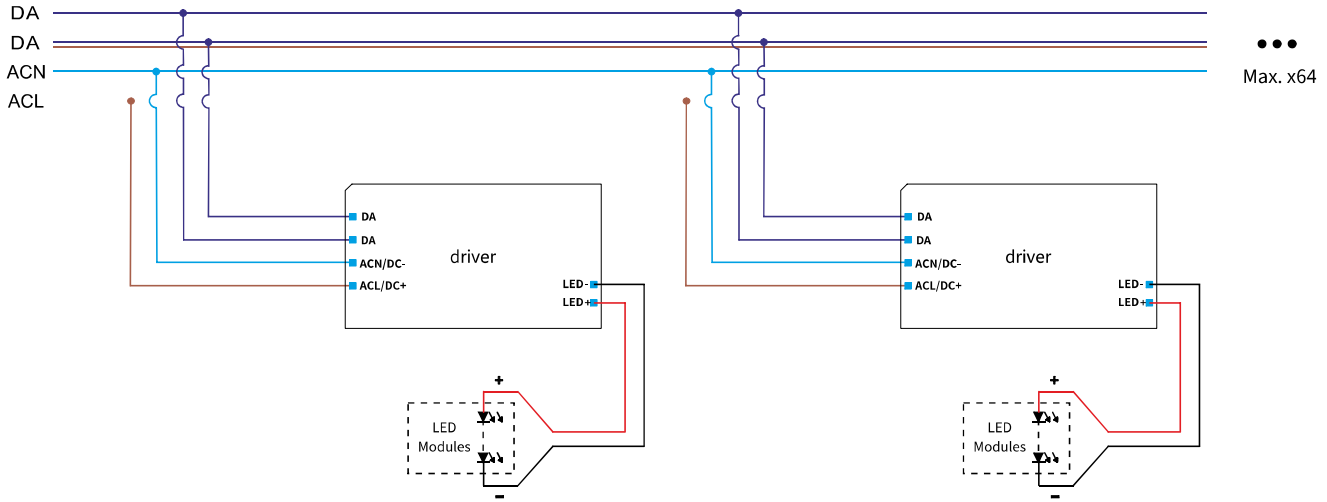 DA
DA
ACN
ACL
Max. x64
DA
DA
ACN/DC-
ACL/DC+
driver
LED-
LED+
+
LED
Modules
-
DA
DA
ACN/DC-
ACL/DC+
driver
LED-
LED+
+
LED
Modules
-